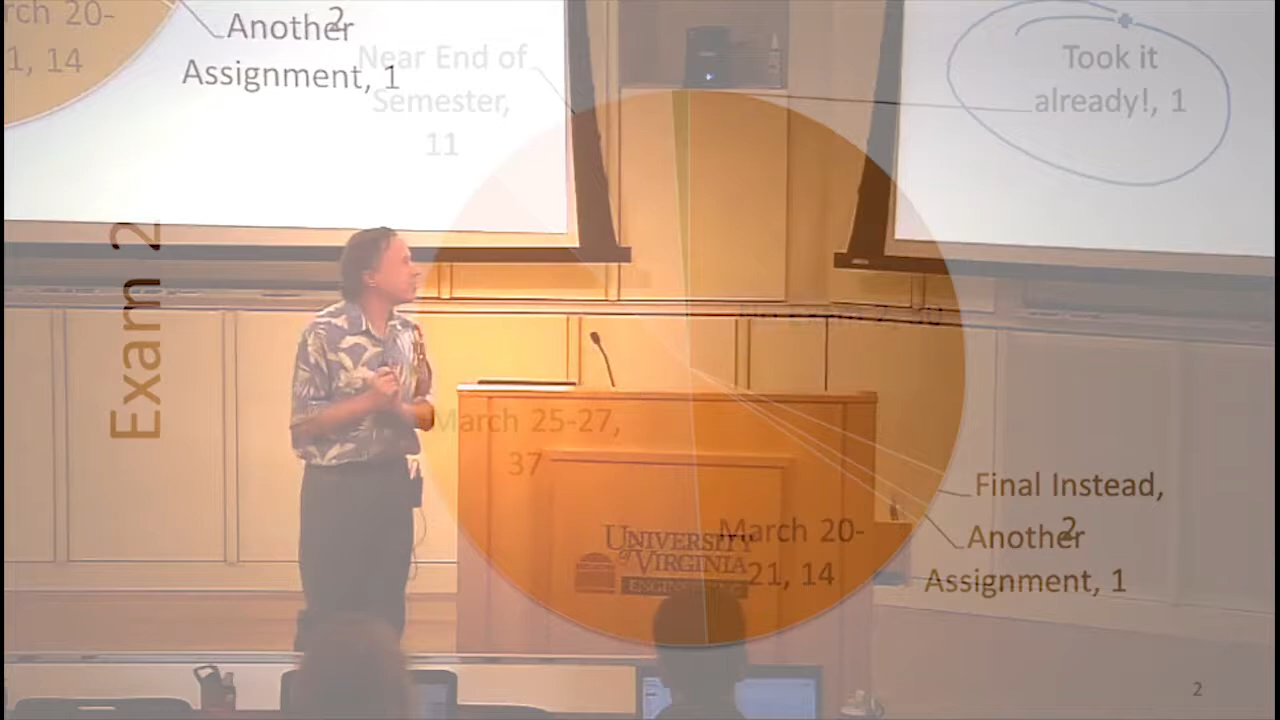 rch 20-
1, 14
Another
2
Assignment, 1
Near End of
Semester,
11
Took it
already!, 1
Exam 2
March 25-27,
37
Final Instead,
2
Another
Assignment, 1
March 20-
21, 14
UNIVERSITY
of VIRGINIA
ENGINEERING
2